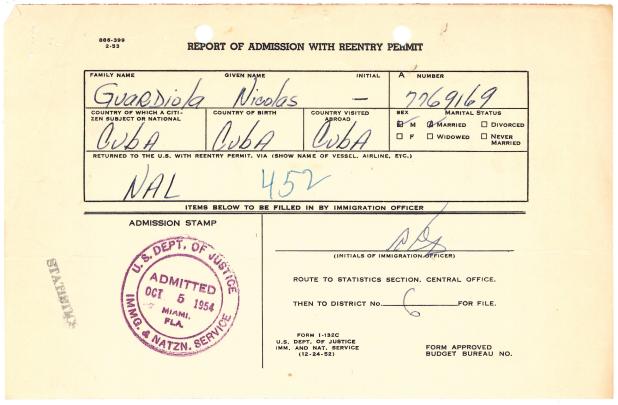 866-399
2-53
REPORT OF ADMISSION WITH REENTRY PERMIT
FAMILY NAME GIVEN NAME INITIAL A NUMBER
Guardiola Nicolas — 7769169
COUNTRY OF WHICH A CITIZEN SUBJECT OR NATIONAL COUNTRY OF BIRTH COUNTRY VISITED ABROAD SEX MARITAL STATUS
Cuba Cuba Cuba
M MARRIED DIVORCED
F WIDOWED NEVER MARRIED
RETURNED TO THE U.S. WITH REENTRY PERMIT, VIA (SHOW NAME OF VESSEL, AIRLINE, ETC.)
NAL 452
ITEMS BELOW TO BE FILLED IN BY IMMIGRATION OFFICER
ADMISSION STAMP
(INITIALS OF IMMIGRATION OFFICER)
STATISTICS
U.S. DEPT. OF JUSTICE
ADMITTED
OCT 5 1954
MIAMI,
FLA.
IMMG. & NATZN. SERVICE
ROUTE TO STATISTICS SECTION, CENTRAL OFFICE.
THEN TO DISTRICT No. 6 FOR FILE.
FORM I-132C
U.S. DEPT. OF JUSTICE
IMM. AND NAT. SERVICE
(12-24-52)
FORM APPROVED
BUDGET BUREAU NO.